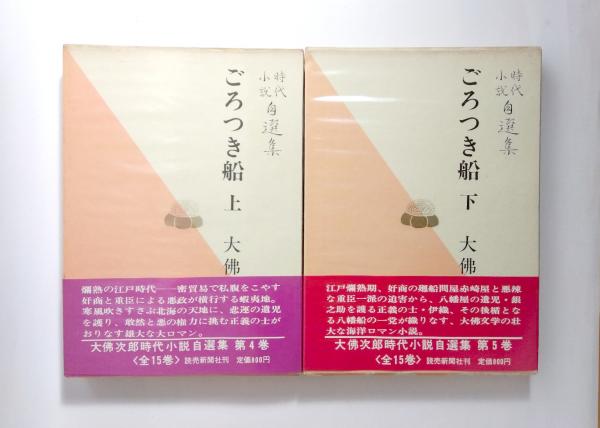 時代
小説
自選集
ごろつき船 上
大佛
爛熟の江戸時代──密貿易で私腹をこやす
奸商と重臣による悪政が横行する蝦夷地。
寒風吹きすさぶ北海の天地に、悲運の遺児
を護り、敢然と悪の権力に挑む正義の士が
おりなす雄大な大ロマン。
大佛次郎時代小説自選集 第4巻
〈全15巻〉 読売新聞社刊 定価800円
時代
小説
自選集
ごろつき船 下
大佛
江戸爛熟期、奸商の廻船問屋赤崎屋と悪辣
な重臣一派の迫害から、八幡屋の遺児・銀
之助を護る正義の士・伊織、その後楯とな
る八幡船の一党が織りなす、大佛文学の壮
大な海洋ロマン小説。
大佛次郎時代小説自選集 第5巻
〈全15巻〉 読売新聞社刊 定価800円